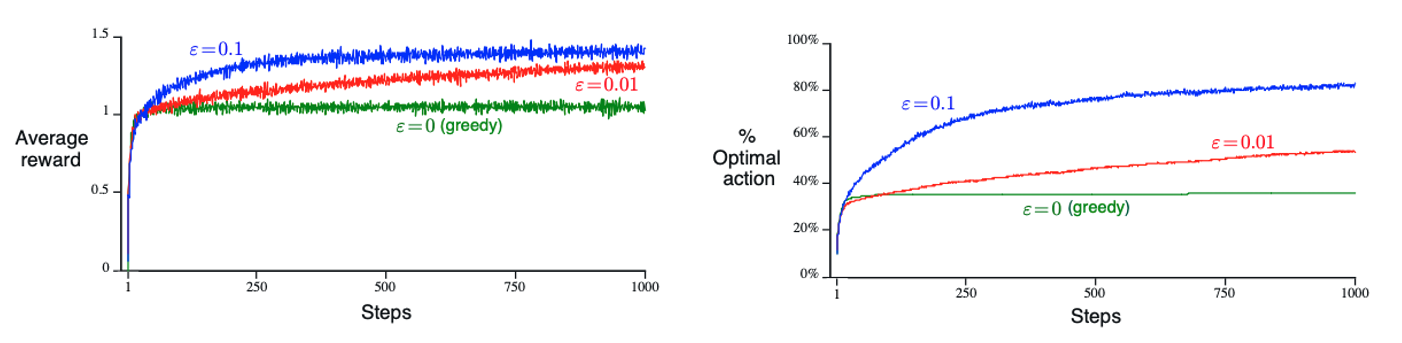 1.5
1
0.5
0
Average
reward
ε=0.1
ε=0.01
ε=0 (greedy)
1
250
500
750
1000
Steps
100%
80%
60%
40%
20%
0%
%
Optimal
action
ε=0.1
ε=0.01
ε=0 (greedy)
1
250
500
750
1000
Steps